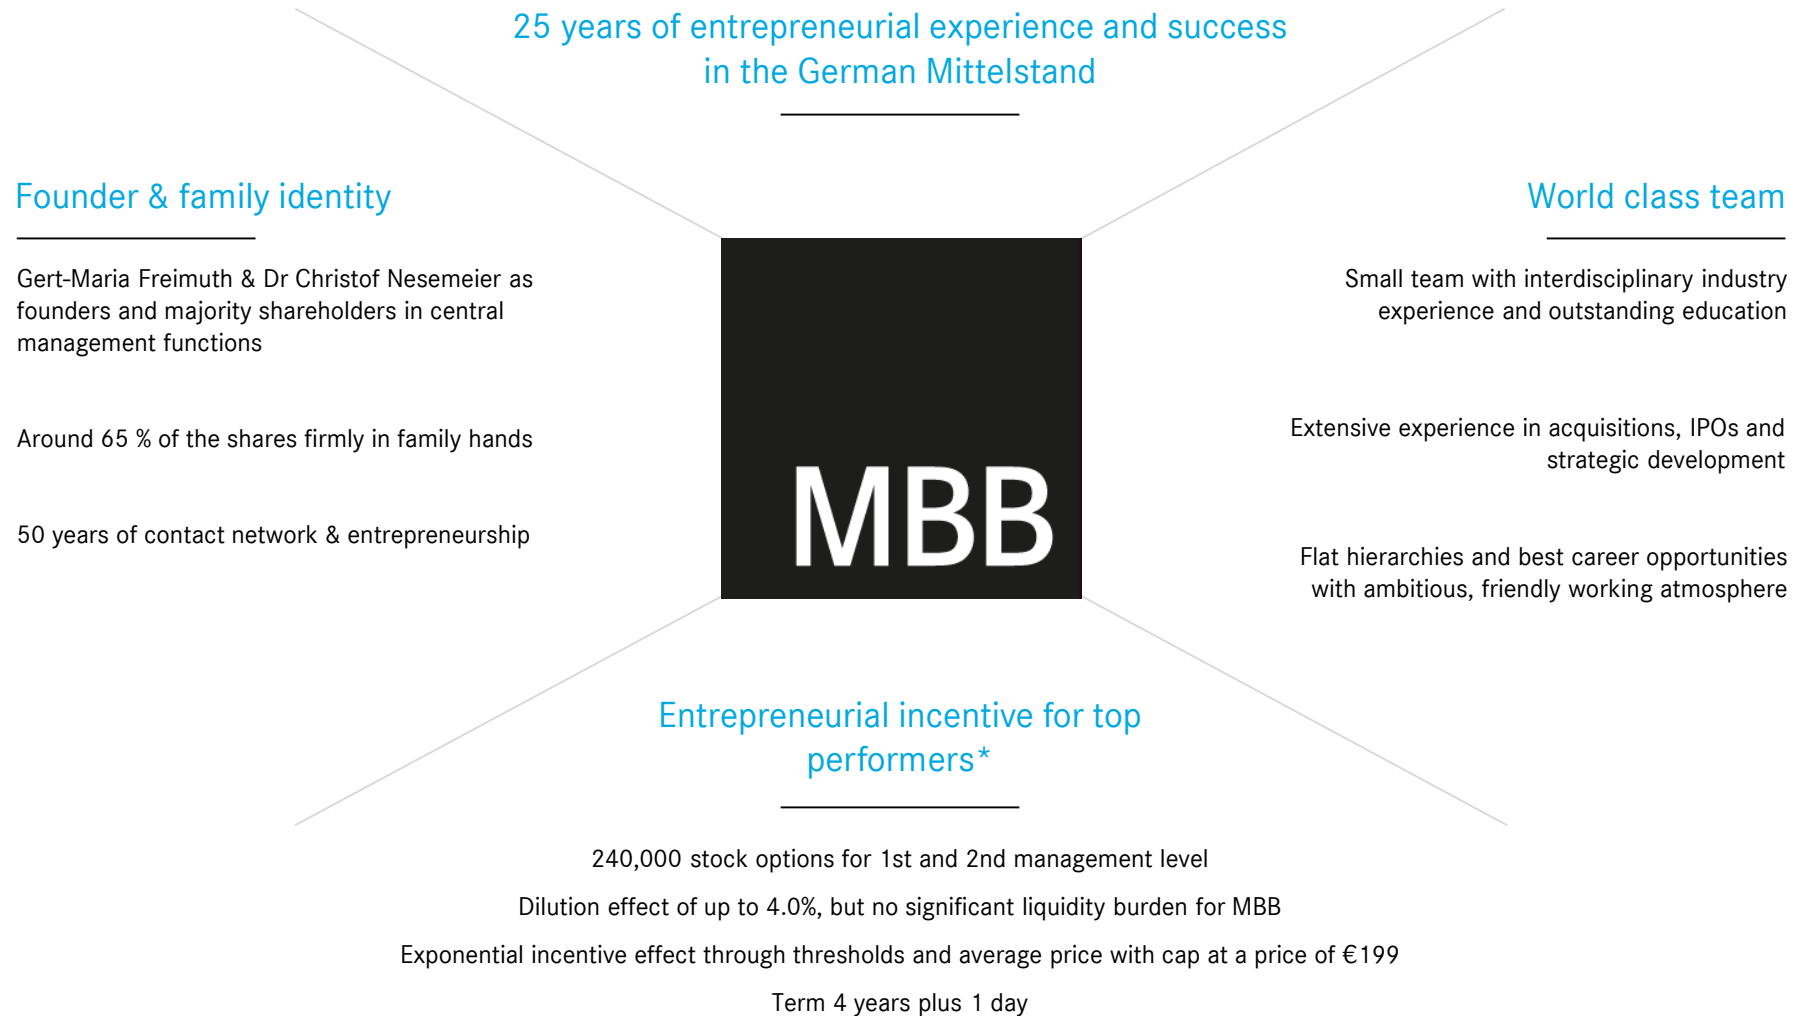 25 years of entrepreneurial experience and success
in the German Mittelstand
Founder & family identity
Gert-Maria Freimuth & Dr Christof Nesemeier as
founders and majority shareholders in central
management functions
Around 65 % of the shares firmly in family hands
50 years of contact network & entrepreneurship
MBB
World class team
Small team with interdisciplinary industry
experience and outstanding education
Extensive experience in acquisitions, IPOs and
strategic development
Flat hierarchies and best career opportunities
with ambitious, friendly working atmosphere
Entrepreneurial incentive for top
performers*
240,000 stock options for 1st and 2nd management level
Dilution effect of up to 4.0%, but no significant liquidity burden for MBB
Exponential incentive effect through thresholds and average price with cap at a price of €199
Term 4 years plus 1 day